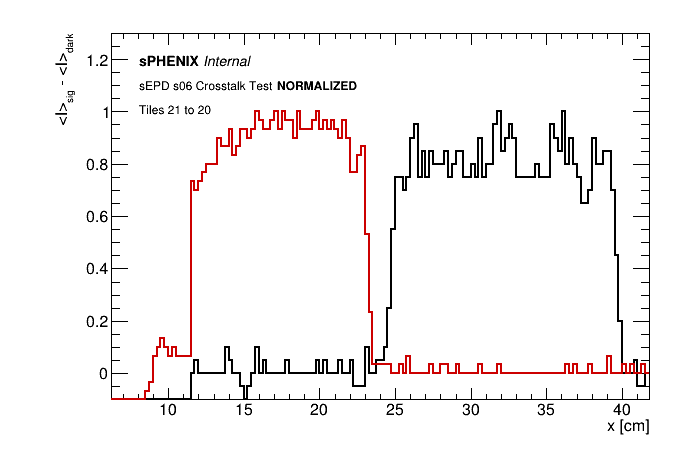 <I>sig - <I>dark
sPHENIX Internal
sEPD s06 Crosstalk Test NORMALIZED
Tiles 21 to 20
1.2
1
0.8
0.6
0.4
0.2
0
10 15 20 25 30 35 40
x [cm]